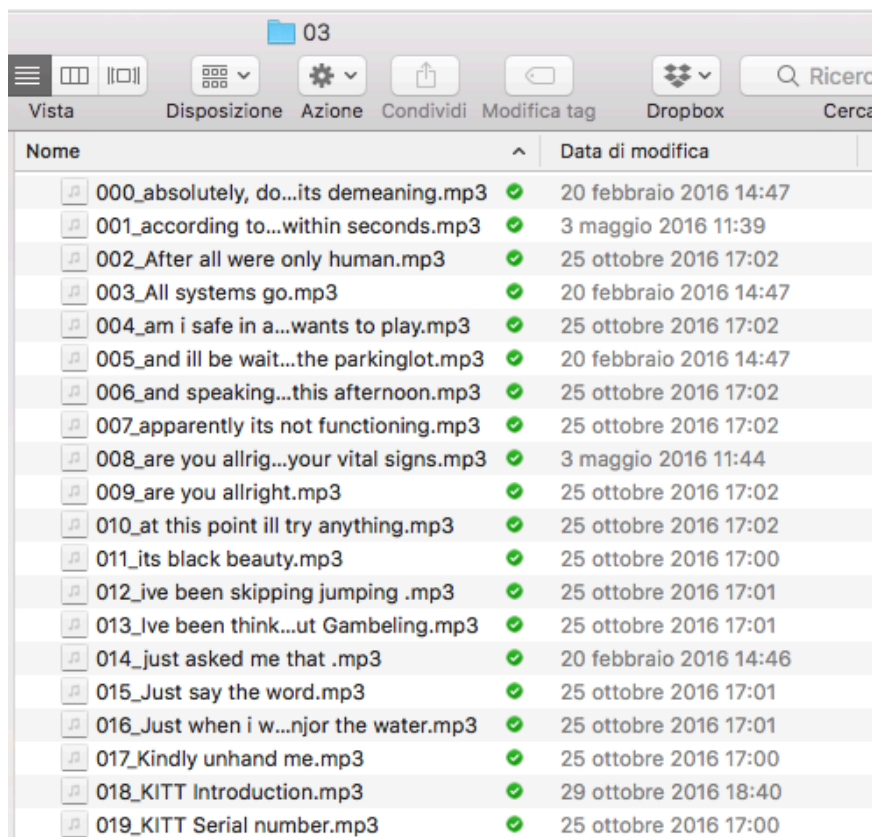 03
Vista Disposizione Azione Condividi Modifica tag Dropbox Cerca
Ricerc
Nome Data di modifica
000_absolutely, do...its demeaning.mp3 20 febbraio 2016 14:47
001_according to...within seconds.mp3 3 maggio 2016 11:39
002_After all were only human.mp3 25 ottobre 2016 17:02
003_All systems go.mp3 20 febbraio 2016 14:47
004_am i safe in a...wants to play.mp3 25 ottobre 2016 17:02
005_and ill be wait...the parkinglot.mp3 20 febbraio 2016 14:47
006_and speaking...this afternoon.mp3 25 ottobre 2016 17:02
007_apparently its not functioning.mp3 25 ottobre 2016 17:02
008_are you allrig...your vital signs.mp3 3 maggio 2016 11:44
009_are you allright.mp3 25 ottobre 2016 17:02
010_at this point ill try anything.mp3 25 ottobre 2016 17:02
011_its black beauty.mp3 25 ottobre 2016 17:00
012_ive been skipping jumping .mp3 25 ottobre 2016 17:01
013_Ive been think...ut Gambeling.mp3 25 ottobre 2016 17:01
014_just asked me that .mp3 20 febbraio 2016 14:46
015_Just say the word.mp3 25 ottobre 2016 17:01
016_Just when i w...njor the water.mp3 25 ottobre 2016 17:01
017_Kindly unhand me.mp3 25 ottobre 2016 17:00
018_KITT Introduction.mp3 29 ottobre 2016 18:40
019_KITT Serial number.mp3 25 ottobre 2016 17:00